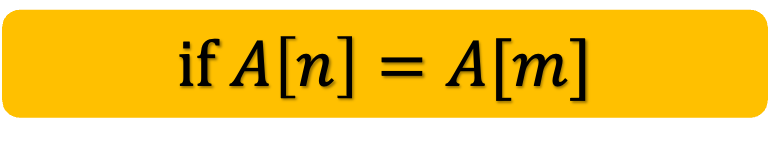 if A[n] = A[m]